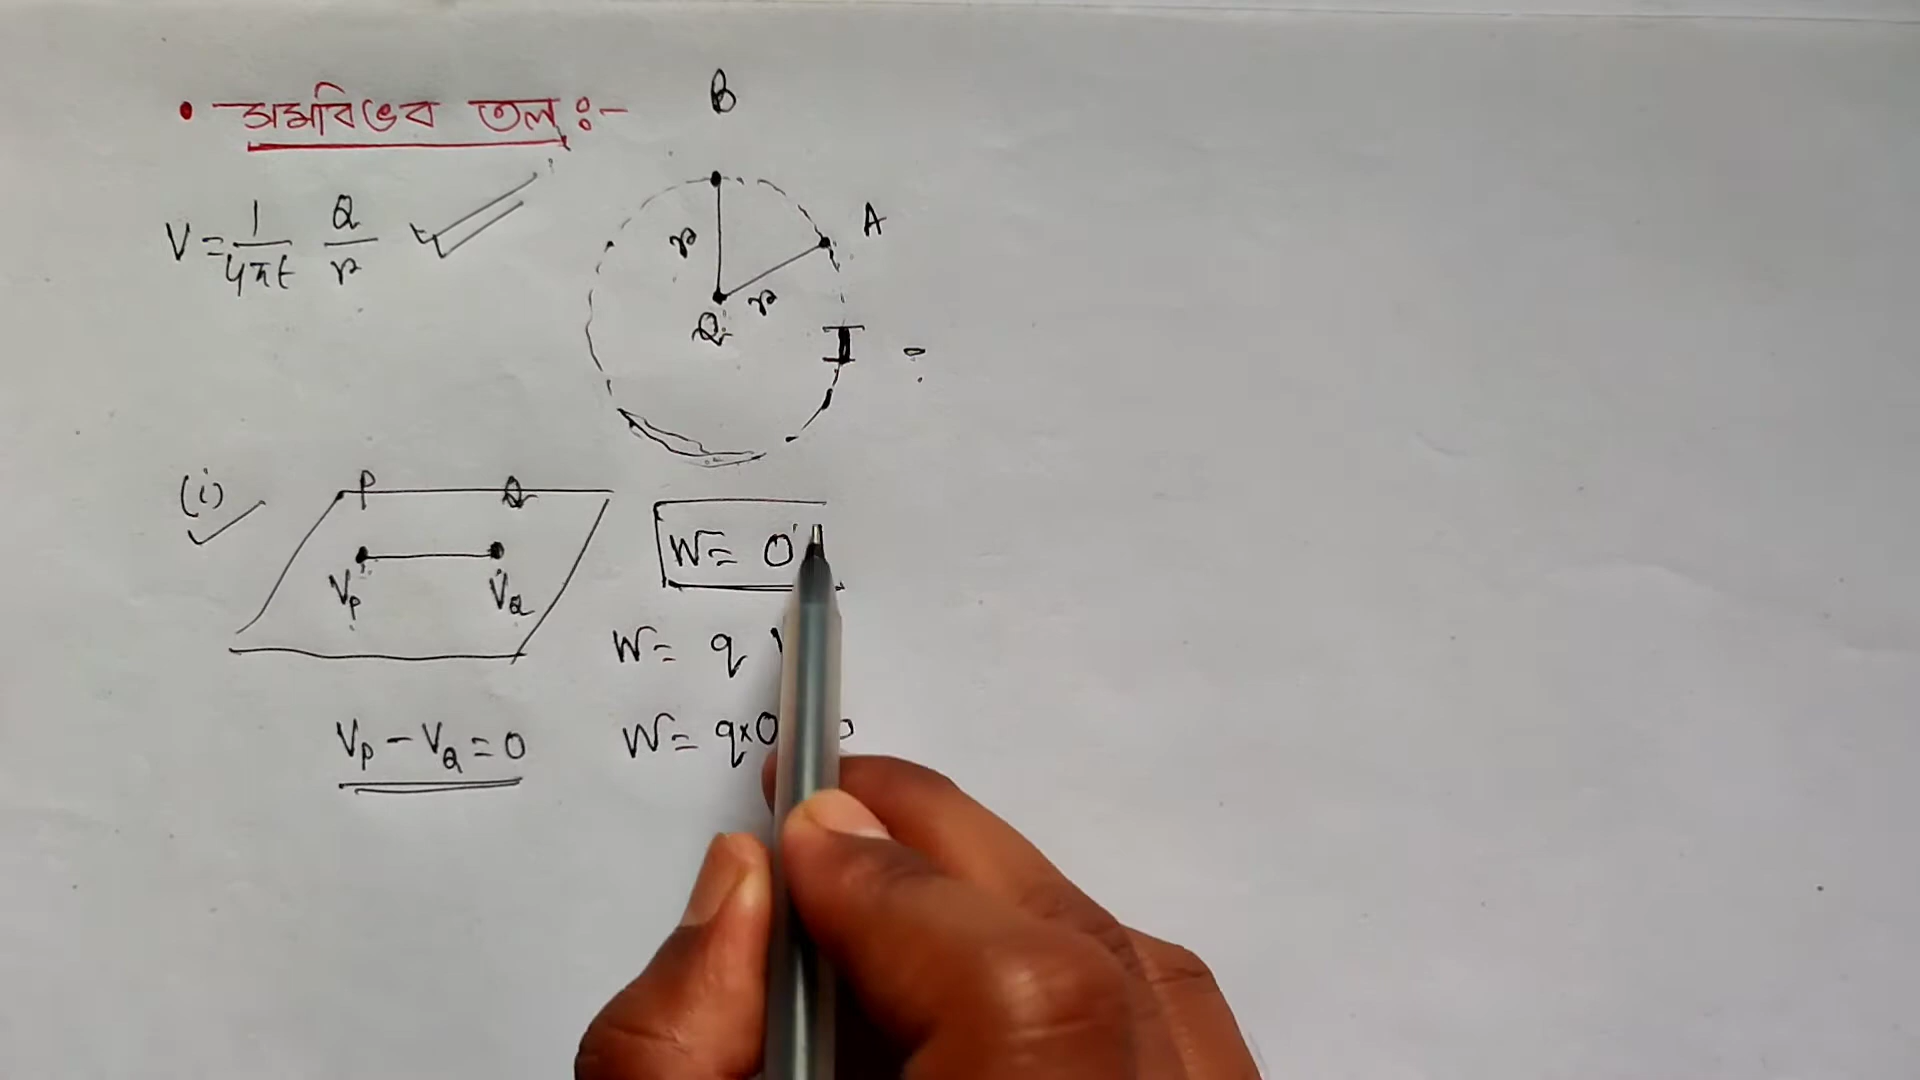 • সমবিভব তল :-
B
A
V = 1/4πε Q/r
r
r
Q
(i)
P Q
V_P V_Q
W = 0
W = q
V_P - V_Q = 0
W = q×0